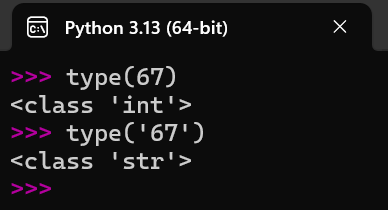 Python 3.13 (64-bit)
>>> type(67)
<class 'int'>
>>> type('67')
<class 'str'>
>>>